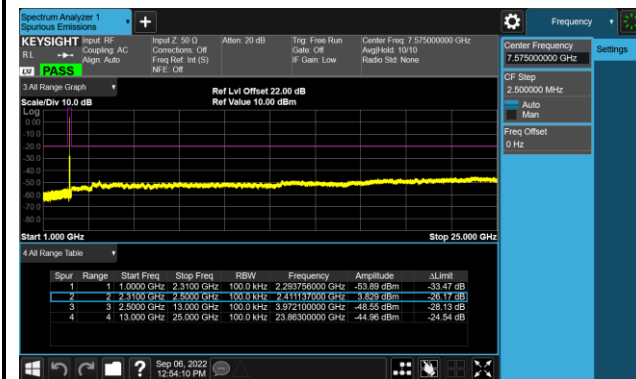 Spectrum Analyzer 1
Spurious Emissions
+
Frequency
KEYSIGHT
Input: RF
Coupling: AC
Align: Auto
Input Z: 50 Ω
Corrections: Off
Freq Ref: Int (S)
NFE: Off
Atten: 20 dB
Trig: Free Run
Gate: Off
IF Gain: Low
Center Freq: 7.575000000 GHz
Avg|Hold: 10/10
Radio Std: None
RL
LXI PASS
Center Frequency
7.575000000 GHz
Settings
CF Step
2.500000 MHz
Auto
Man
Freq Offset
0 Hz
3 All Range Graph
Scale/Div 10.0 dB
Ref Lvl Offset 22.00 dB
Ref Value 10.00 dBm
Log
0.00
-10.0
-20.0
-30.0
-40.0
-50.0
-60.0
-70.0
-80.0
Start 1.000 GHz
Stop 25.000 GHz
4 All Range Table
Spur Range Start Freq Stop Freq RBW Frequency Amplitude ΔLimit
1 1 1.0000 GHz 2.3100 GHz 100.0 kHz 2.293756000 GHz -53.89 dBm -33.47 dB
2 2 2.3100 GHz 2.5000 GHz 100.0 kHz 2.411137000 GHz 3.829 dBm -26.17 dB
3 3 2.5000 GHz 13.000 GHz 100.0 kHz 3.972100000 GHz -48.55 dBm -28.13 dB
4 4 13.000 GHz 25.000 GHz 100.0 kHz 23.86300000 GHz -44.96 dBm -24.54 dB
?
Sep 06, 2022
12:54:10 PM